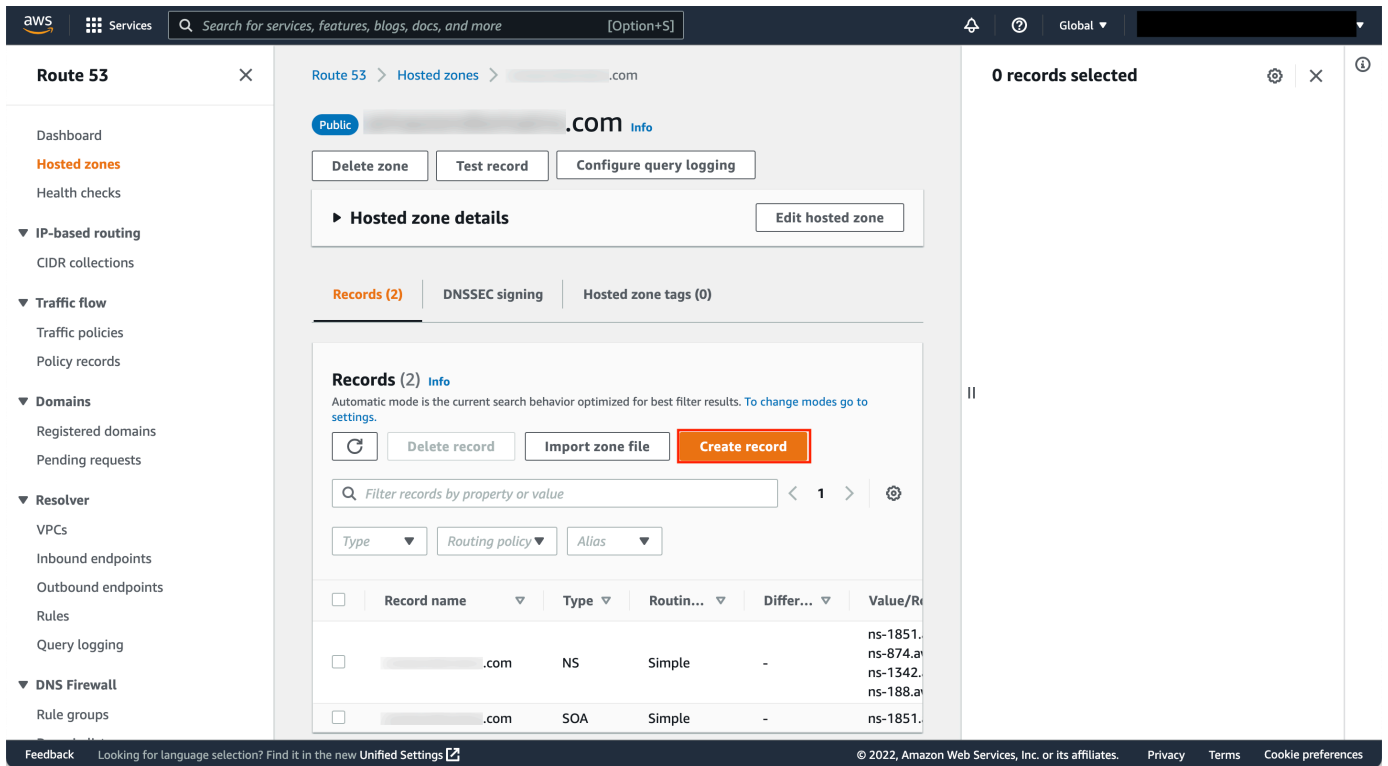 aws
Services
Search for services, features, blogs, docs, and more
[Option+S]
Global
Route 53
Dashboard
Hosted zones
Health checks
IP-based routing
CIDR collections
Traffic flow
Traffic policies
Policy records
Domains
Registered domains
Pending requests
Resolver
VPCs
Inbound endpoints
Outbound endpoints
Rules
Query logging
DNS Firewall
Rule groups
Route 53 > Hosted zones > .com
Public
.com Info
Delete zone
Test record
Configure query logging
Hosted zone details
Edit hosted zone
Records (2)
DNSSEC signing
Hosted zone tags (0)
Records (2) Info
Automatic mode is the current search behavior optimized for best filter results. To change modes go to
settings.
Delete record
Import zone file
Create record
Filter records by property or value
1
Type
Routing policy
Alias
Record name
Type
Routin...
Differ...
Value/R
.com
NS
Simple
-
ns-1851.
ns-874.a
ns-1342.
ns-188.a
.com
SOA
Simple
-
ns-1851.
0 records selected
Feedback
Looking for language selection? Find it in the new Unified Settings
© 2022, Amazon Web Services, Inc. or its affiliates.
Privacy
Terms
Cookie preferences